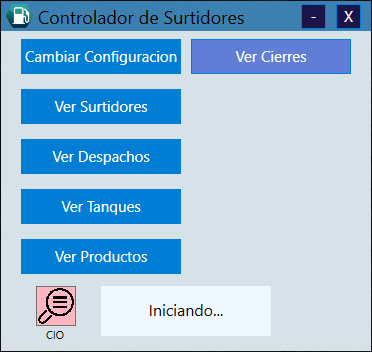 Controlador de Surtidores - X
Cambiar Configuracion Ver Cierres
Ver Surtidores
Ver Despachos
Ver Tanques
Ver Productos
Iniciando...
CIO